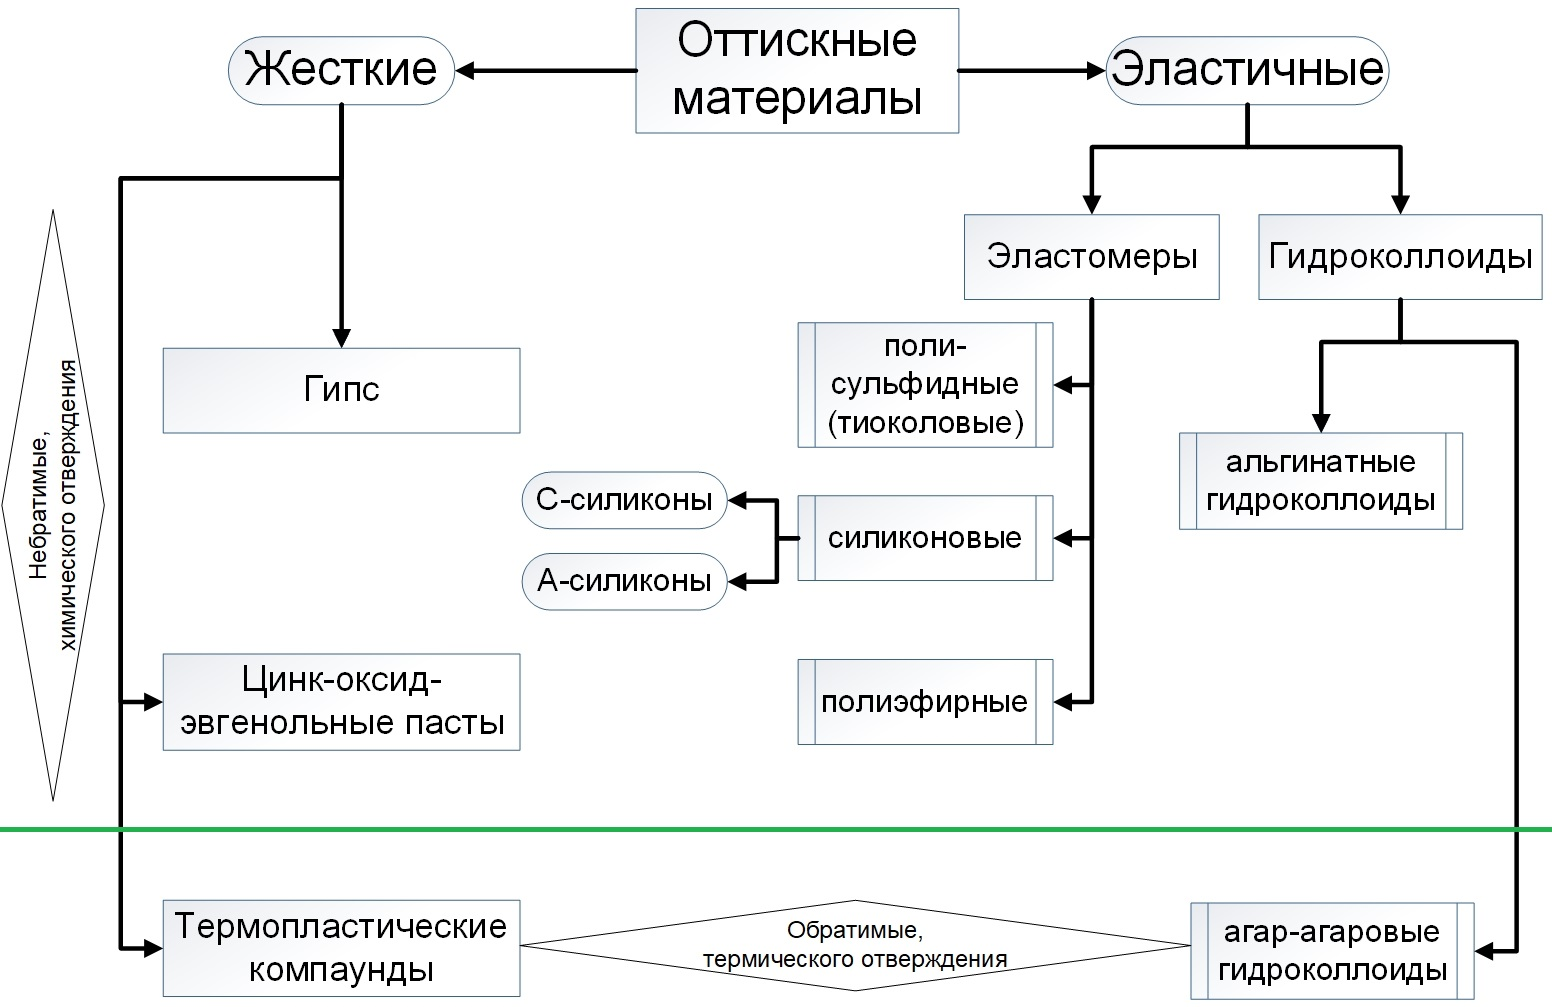 Оттискные
материалы
Жесткие
Эластичные
Эластомеры
Гидроколлоиды
Гипс
поли-
сульфидные
(тиоколовые)
альгинатные
гидроколлоиды
С-силиконы
А-силиконы
силиконовые
Небратимые,
химического отверждения
Цинк-оксид-
эвгенольные пасты
полиэфирные
Термопластические
компаунды
Обратимые,
термического отверждения
агар-агаровые
гидроколлоиды